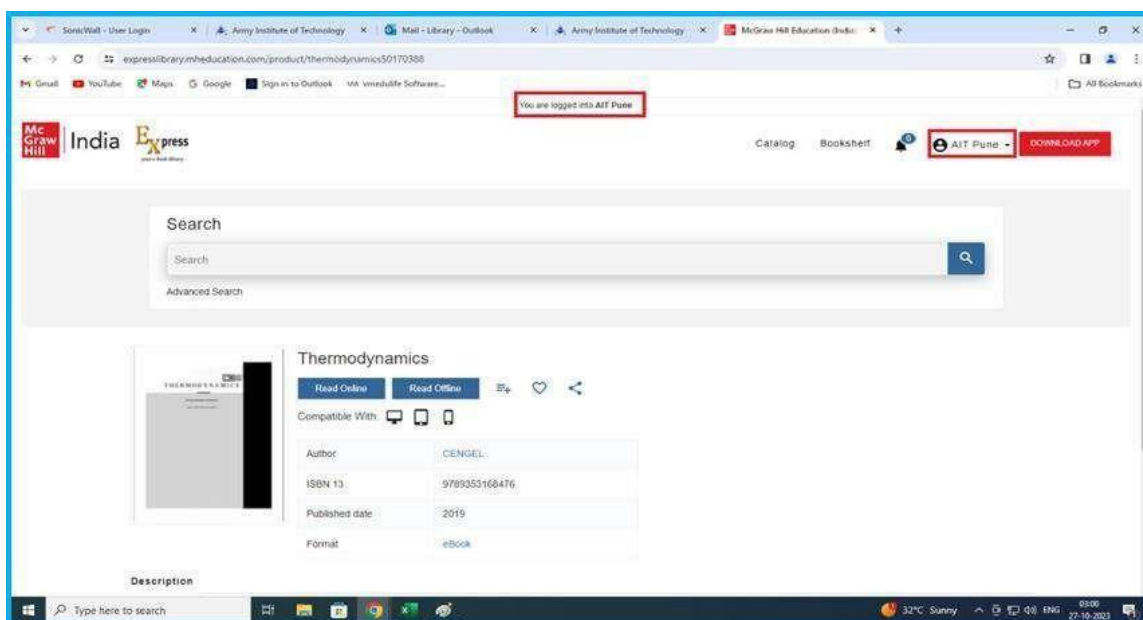 SonicWall - User Login
Army Institute of Technology
Mail - Library - Outlook
Army Institute of Technology
McGraw Hill Education (India)
expresslibrary.mheducation.com/product/thermodynamics50170388
Gmail YouTube Maps Google Sign in to Outlook
All Bookmarks
You are logged into AIT Pune
Mc
Graw
Hill
India
Express
Catalog Bookshelf 0 AIT Pune DOWNLOAD APP
Search
Search
Advanced Search
THERMODYNAMICS
Thermodynamics
Read Online Read Offline
Compatible With
Author CENGEL
ISBN 13 9789353168476
Published date 2019
Format eBook
Description
Type here to search
32°C Sunny ENG
03:00
27-10-2023